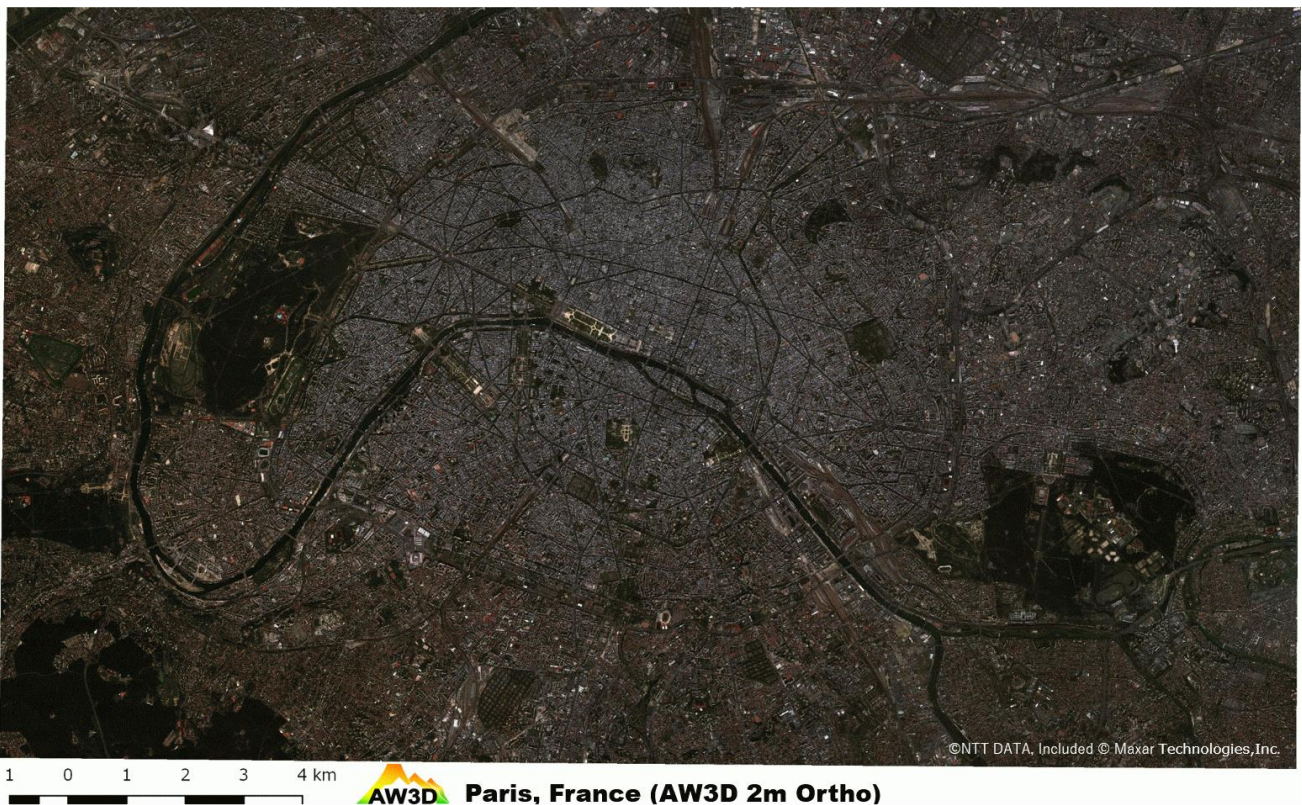 ©NTT DATA, Included © Maxar Technologies,Inc.
1 0 1 2 3 4 km
AW3D Paris, France (AW3D 2m Ortho)